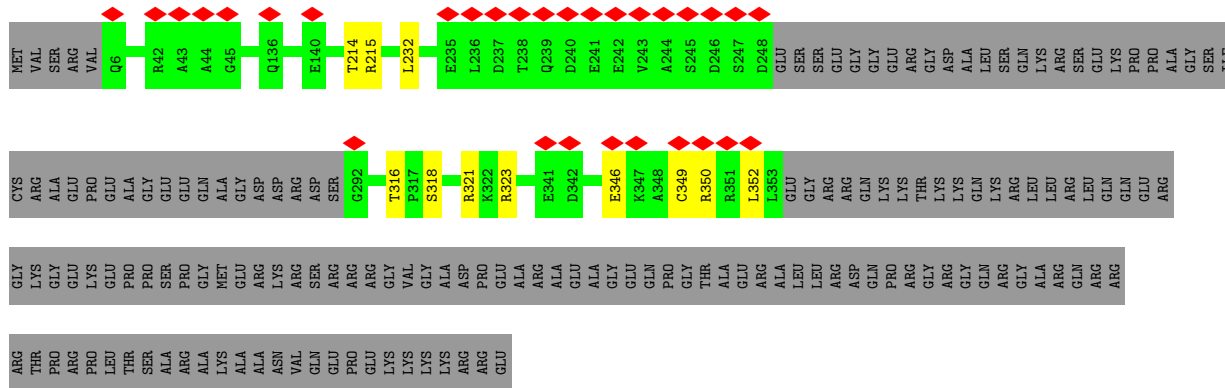 MET VAL SER ARG VAL Q6 R42 A43 A44 G45 Q136 E140 T214 R215 L232 E235 L236 D237 T238 Q239 D240 E241 E242 V243 A244 S245 D246 S247 D248 GLU SER SER GLU GLY GLY GLU ARG GLY ASP ALA LEU SER GLN LYS ARG SER GLU LYS PRO PRO ALA GLY SER
CYS ARG ALA GLU PRO GLU ALA GLY GLU GLU GLN ALA GLY ASP ASP ARG ASP SER G292 T316 P317 S318 R321 K322 R323 E341 D342 E346 K347 A348 C349 R350 R351 L352 L353 GLU GLY ARG ARG GLN LYS LYS THR LYS LYS GLN LYS ARG LEU LEU ARG LEU GLN GLN GLU ARG
GLY LYS GLY GLU LYS GLU PRO PRO SER PRO GLY MET GLU ARG LYS ARG SER ARG ARG ARG GLY VAL GLY ALA ASP PRO GLU ALA ARG ALA GLU ALA GLY GLU GLN PRO GLY THR ALA GLU ARG ALA LEU LEU ARG ASP GLN PRO ARG GLY ARG GLY GLN ARG GLY ALA ARG GLN ARG ARG
ARG THR PRO ARG PRO LEU THR SER ALA ARG ALA LYS ALA ALA ASN VAL GLN GLU PRO GLU LYS LYS LYS LYS ARG ARG GLU